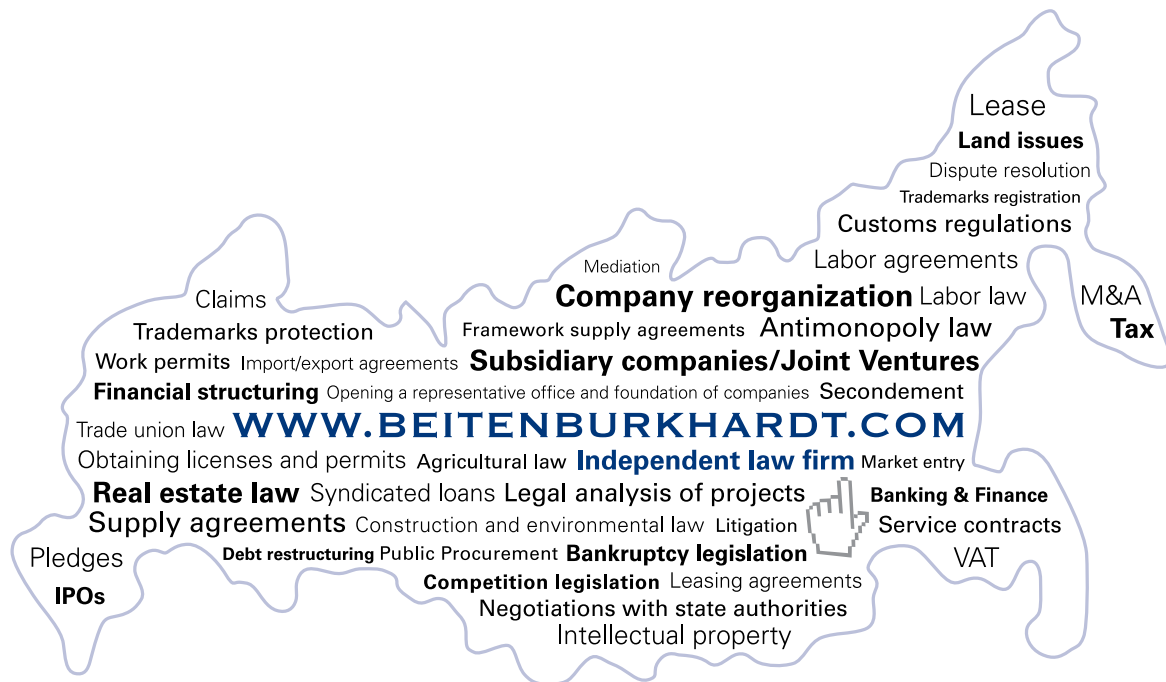 Lease
Land issues
Dispute resolution
Trademarks registration
Customs regulations
Mediation Labor agreements
Claims Company reorganization Labor law M&A
Trademarks protection Framework supply agreements Antimonopoly law Tax
Work permits Import/export agreements Subsidiary companies/Joint Ventures
Financial structuring Opening a representative office and foundation of companies Secondement
Trade union law WWW.BEITENBURKHARDT.COM
Obtaining licenses and permits Agricultural law Independent law firm Market entry
Real estate law Syndicated loans Legal analysis of projects Banking & Finance
Supply agreements Construction and environmental law Litigation Service contracts
Pledges Debt restructuring Public Procurement Bankruptcy legislation VAT
IPOs Competition legislation Leasing agreements
Negotiations with state authorities
Intellectual property